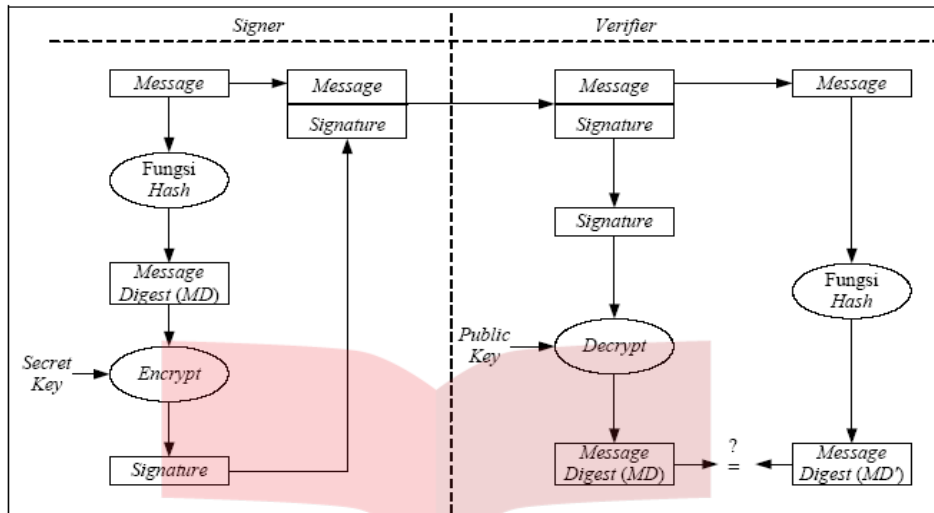 Signer
Verifier
Message
Message
Signature
Message
Signature
Message
Fungsi
Hash
Signature
Message
Digest (MD)
Fungsi
Hash
Secret
Key
Encrypt
Public
Key
Decrypt
Signature
Message
Digest (MD)
?
=
Message
Digest (MD')